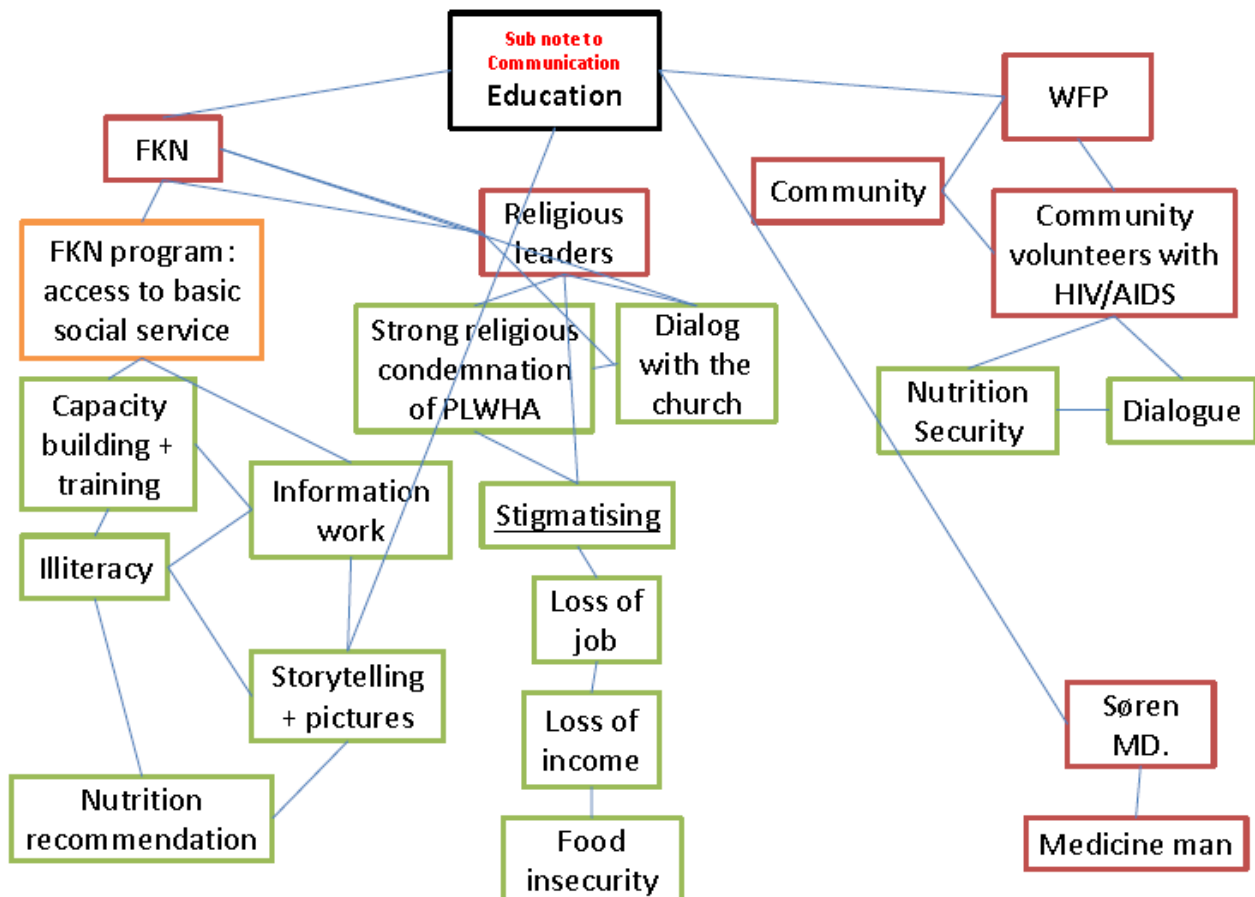 Sub note to
Communication
Education
WFP
FKN
Community
Religious
leaders
Community
volunteers with
HIV/AIDS
FKN program:
access to basic
social service
Strong religious
condemnation
of PLWHA
Dialog
with the
church
Nutrition
Security
Dialogue
Capacity
building +
training
Information
work
Stigmatising
Illiteracy
Loss of
job
Storytelling
+ pictures
Loss of
income
Søren
MD.
Nutrition
recommendation
Food
insecurity
Medicine man